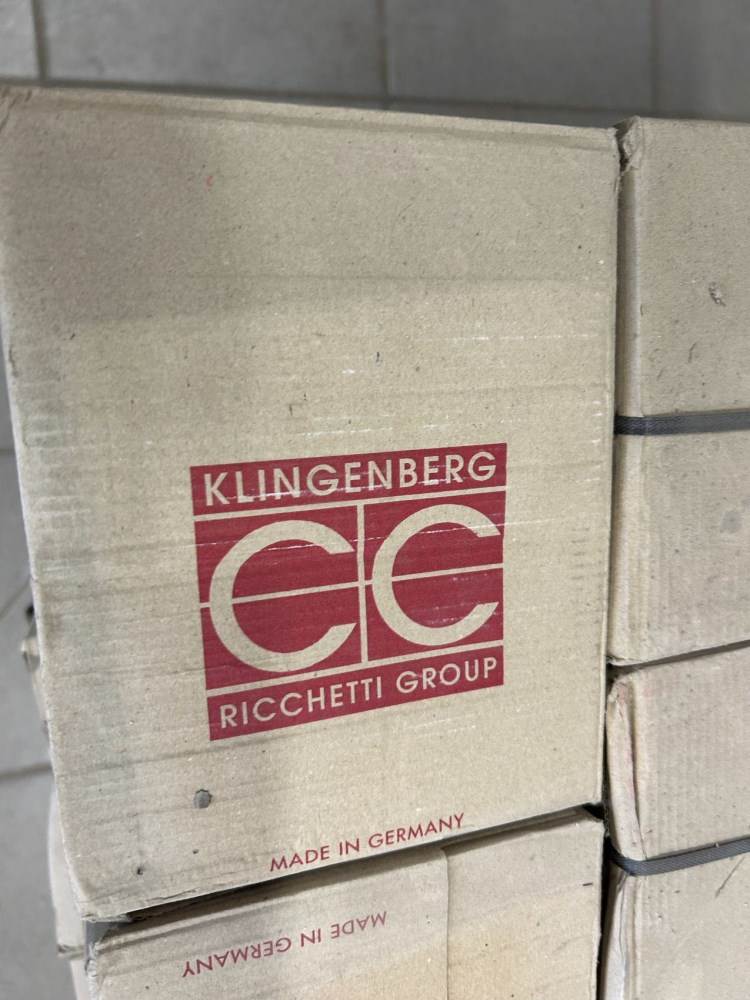 KLINGENBERG
CC
RICCHETTI GROUP
MADE IN GERMANY
MADE IN GERMANY